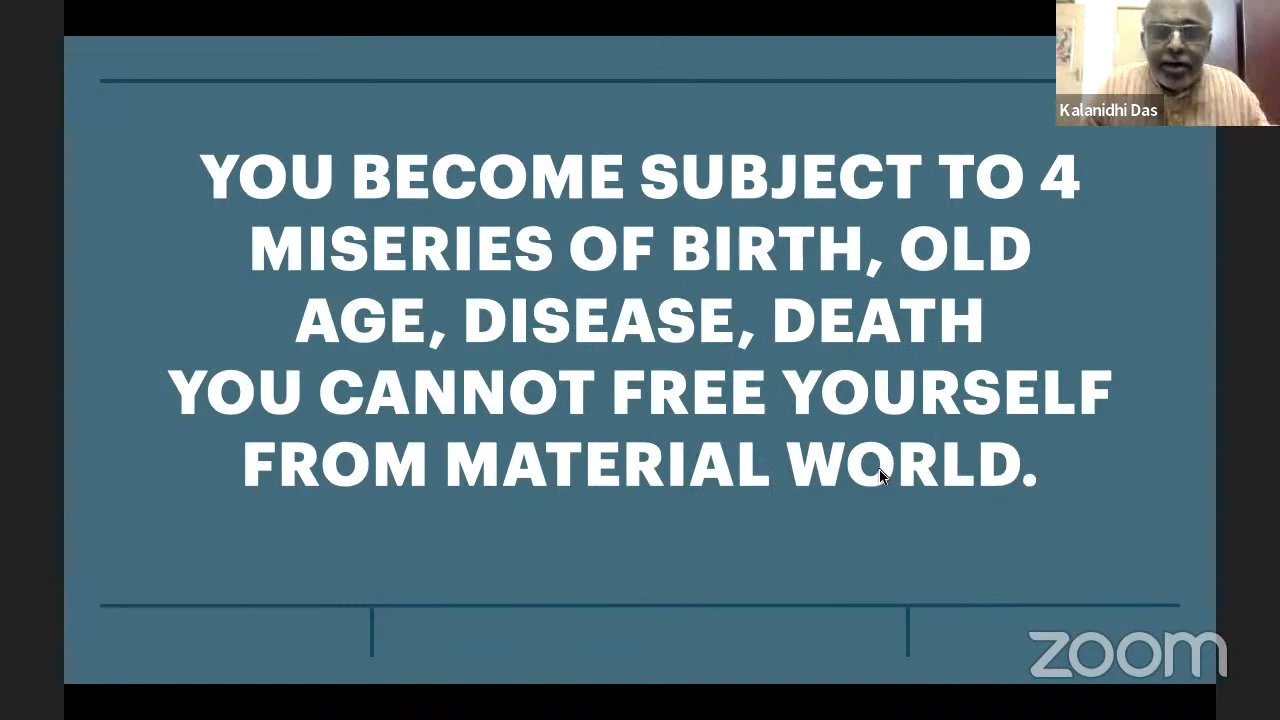 Kalanidhi Das
YOU BECOME SUBJECT TO 4
MISERIES OF BIRTH, OLD
AGE, DISEASE, DEATH
YOU CANNOT FREE YOURSELF
FROM MATERIAL WORLD.
zoom